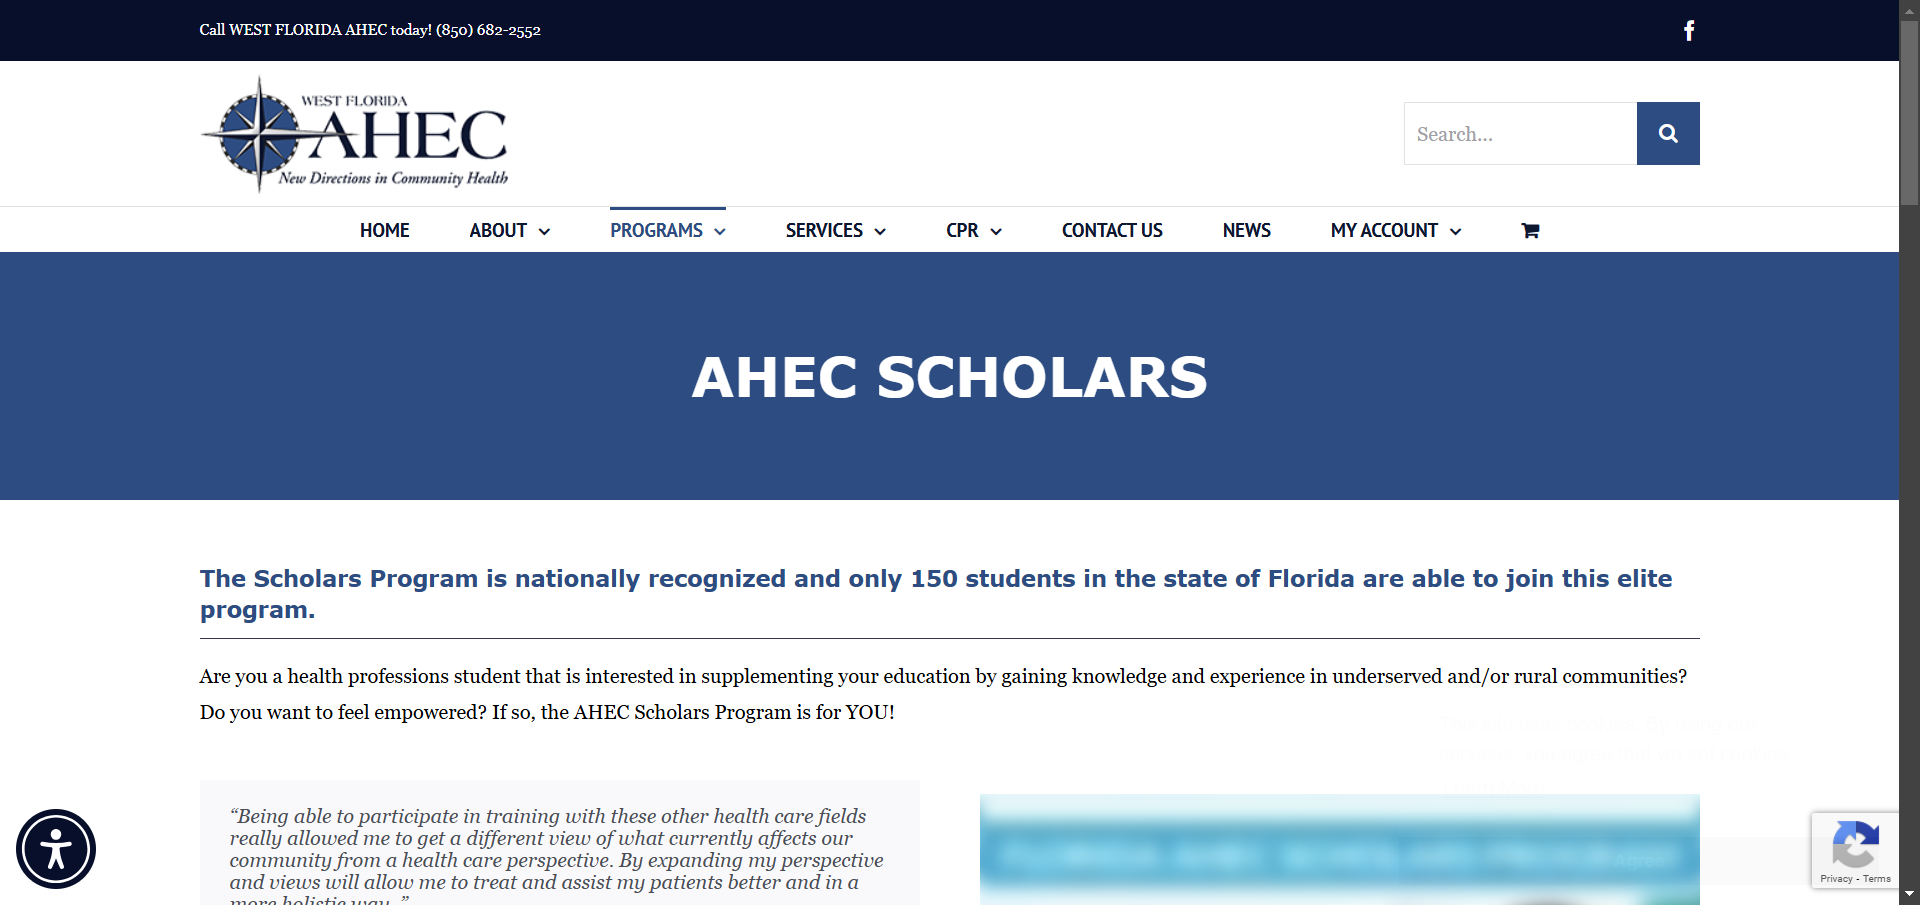 Call WEST FLORIDA AHEC today! (850) 682-2552
WEST FLORIDA
AHEC
New Directions in Community Health
Search...
HOME ABOUT PROGRAMS SERVICES CPR CONTACT US NEWS MY ACCOUNT
AHEC SCHOLARS
The Scholars Program is nationally recognized and only 150 students in the state of Florida are able to join this elite
program.
Are you a health professions student that is interested in supplementing your education by gaining knowledge and experience in underserved and/or rural communities?
Do you want to feel empowered? If so, the AHEC Scholars Program is for YOU!
“Being able to participate in training with these other health care fields
really allowed me to get a different view of what currently affects our
community from a health care perspective. By expanding my perspective
and views will allow me to treat and assist my patients better and in a
more holistic way.”
FLORIDA AHEC SCHOLARS PROGRAM
Privacy - Terms